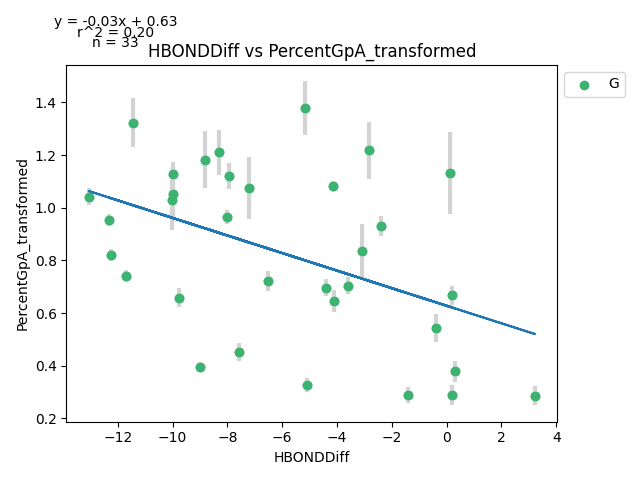 y = -0.03x + 0.63
r^2 = 0.20
n = 33
HBONDDiff vs PercentGpA_transformed
G
PercentGpA_transformed
1.4
1.2
1.0
0.8
0.6
0.4
0.2
−12 −10 −8 −6 −4 −2 0 2 4
HBONDDiff